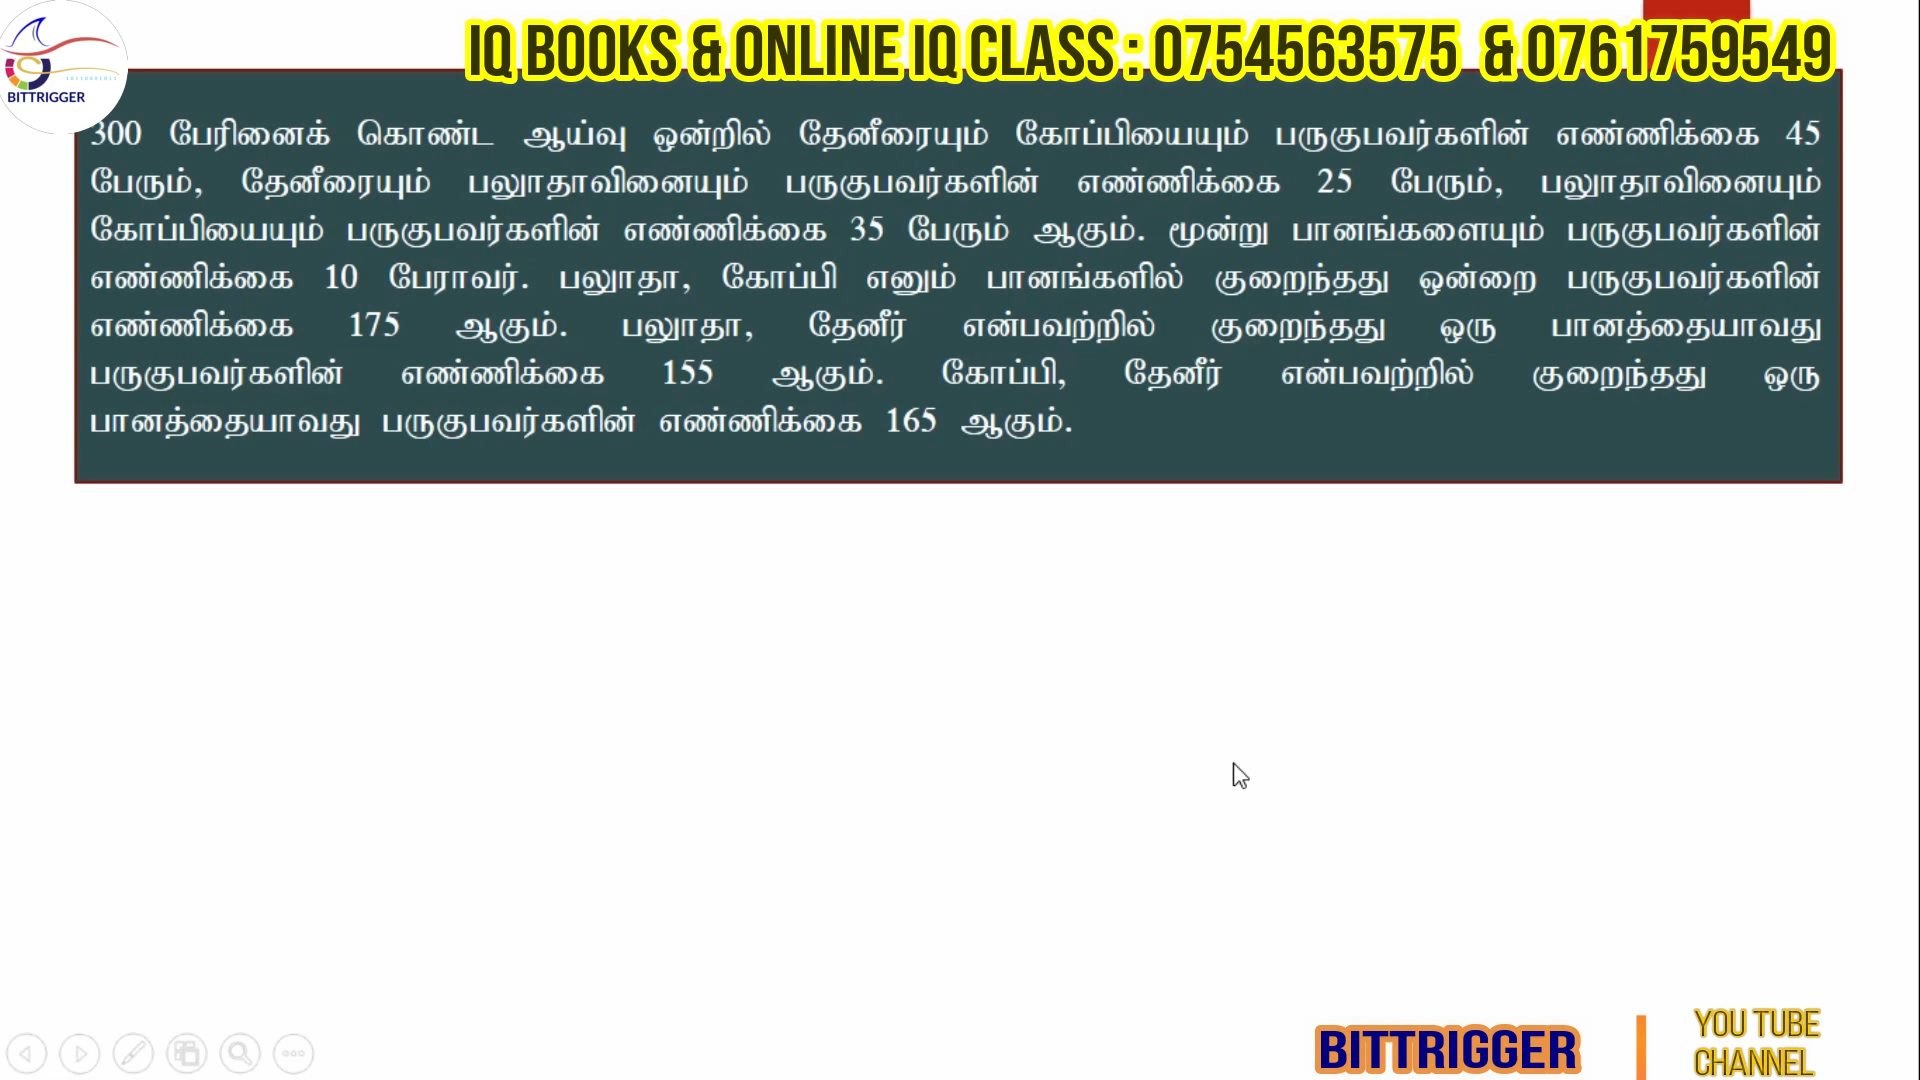 IQ BOOKS & ONLINE IQ CLASS : 0754563575 & 0761759549
BITTRIGGER
300 பேரினைக் கொண்ட ஆய்வு ஒன்றில் தேனீரையும் கோப்பியையும் பருகுபவர்களின் எண்ணிக்கை 45
பேரும், தேனீரையும் பலுாதாவினையும் பருகுபவர்களின் எண்ணிக்கை 25 பேரும், பலுாதாவினையும்
கோப்பியையும் பருகுபவர்களின் எண்ணிக்கை 35 பேரும் ஆகும். மூன்று பானங்களையும் பருகுபவர்களின்
எண்ணிக்கை 10 பேராவர். பலுாதா, கோப்பி எனும் பானங்களில் குறைந்தது ஒன்றை பருகுபவர்களின்
எண்ணிக்கை 175 ஆகும். பலுாதா, தேனீர் என்பவற்றில் குறைந்தது ஒரு பானத்தையாவது
பருகுபவர்களின் எண்ணிக்கை 155 ஆகும். கோப்பி, தேனீர் என்பவற்றில் குறைந்தது ஒரு
பானத்தையாவது பருகுபவர்களின் எண்ணிக்கை 165 ஆகும்.
BITTRIGGER
YOU TUBE
CHANNEL